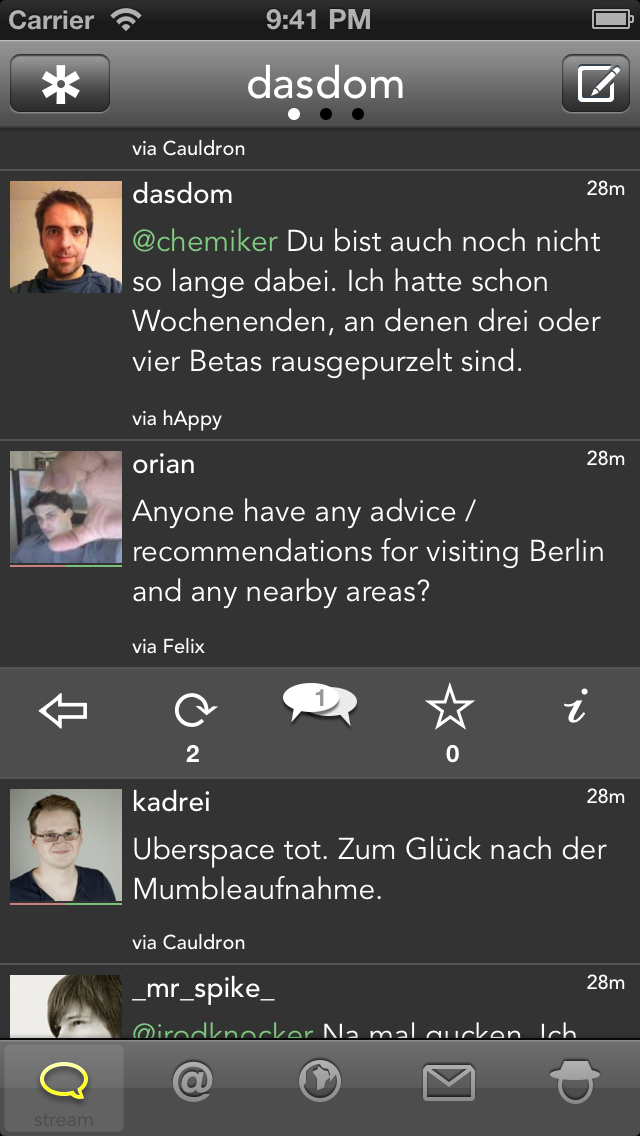 Carrier 9:41 PM
dasdom
via Cauldron
dasdom 28m
@chemiker Du bist auch noch nicht
so lange dabei. Ich hatte schon
Wochenenden, an denen drei oder
vier Betas rausgepurzelt sind.
via hAppy
orian 28m
Anyone have any advice /
recommendations for visiting Berlin
and any nearby areas?
via Felix
1
2 0
kadrei 28m
Uberspace tot. Zum Glück nach der
Mumbleaufnahme.
via Cauldron
_mr_spike_ 28m
@irodknocker Na mal gucken. Ich
stream